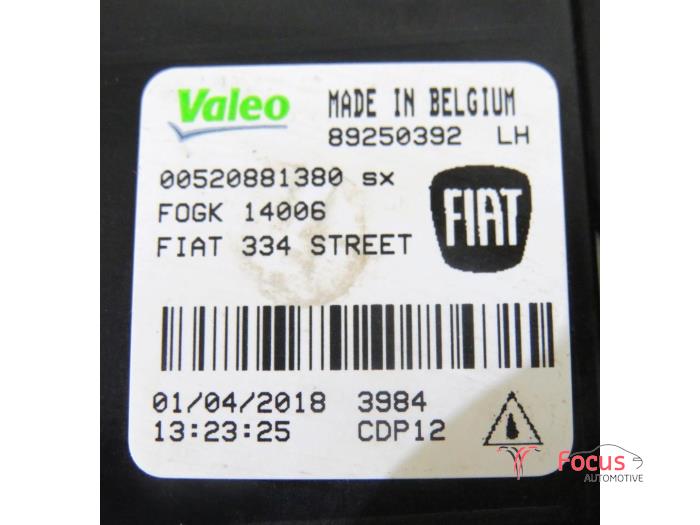 Valeo MADE IN BELGIUM
89250392 LH
00520881380 sx
FOGK 14006
FIAT 334 STREET
FIAT
01/04/2018 3984
13:23:25 CDP12
Focus
AUTOMOTIVE